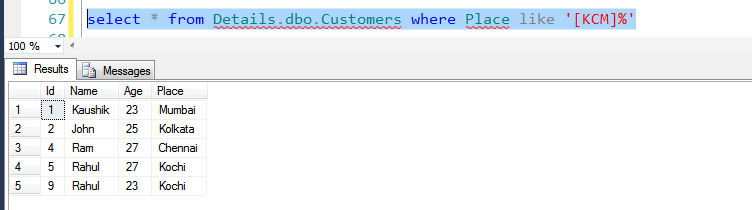 67 select * from Details.dbo.Customers where Place like '[KCM]%'
100 %
Results Messages
Id Name Age Place
1 1 Kaushik 23 Mumbai
2 2 John 25 Kolkata
3 4 Ram 27 Chennai
4 5 Rahul 27 Kochi
5 9 Rahul 23 Kochi